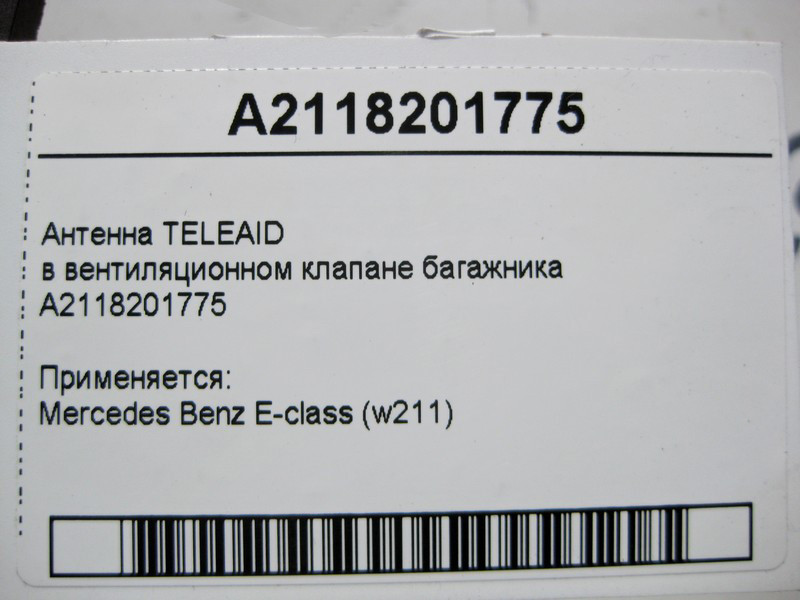 A2118201775
Антенна TELEAID
в вентиляционном клапане багажника
A2118201775
Применяется:
Mercedes Benz E-class (w211)